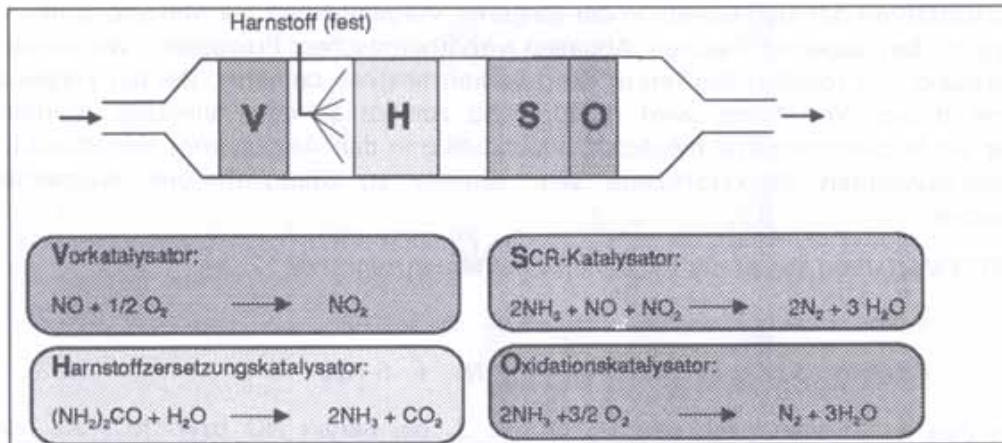 Harnstoff (fest)
V H S O
Vorkatalysator:
NO + 1/2 O₂ → NO₂
SCR-Katalysator:
2NH₃ + NO + NO₂ → 2N₂ + 3 H₂O
Harnstoffzersetzungskatalysator:
(NH₂)₂CO + H₂O → 2NH₃ + CO₂
Oxidationskatalysator:
2NH₃ +3/2 O₂ → N₂ + 3H₂O